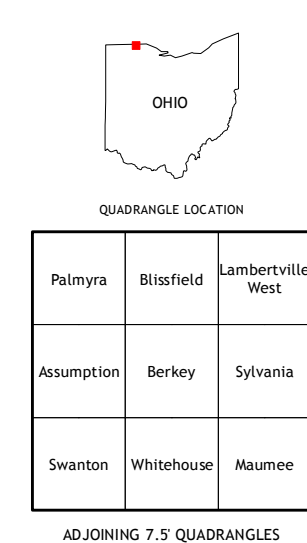 OHIO
QUADRANGLE LOCATION
Palmyra
Blissfield
Lambertville
West
Assumption
Berkey
Sylvania
Swanton
Whitehouse
Maumee
ADJOINING 7.5' QUADRANGLES